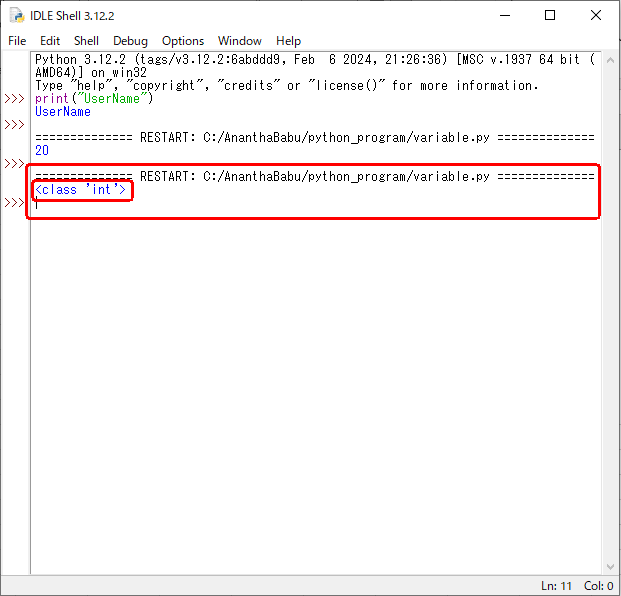 IDLE Shell 3.12.2
File Edit Shell Debug Options Window Help
Python 3.12.2 (tags/v3.12.2:6abddd9, Feb  6 2024, 21:26:36) [MSC v.1937 64 bit (
AMD64)] on win32
Type "help", "copyright", "credits" or "license()" for more information.
>>> print("UserName")
UserName
>>>
============== RESTART: C:/AnanthaBabu/python_program/variable.py ==============
20
>>>
============== RESTART: C:/AnanthaBabu/python_program/variable.py ==============
<class 'int'>
>>>
Ln: 11 Col: 0